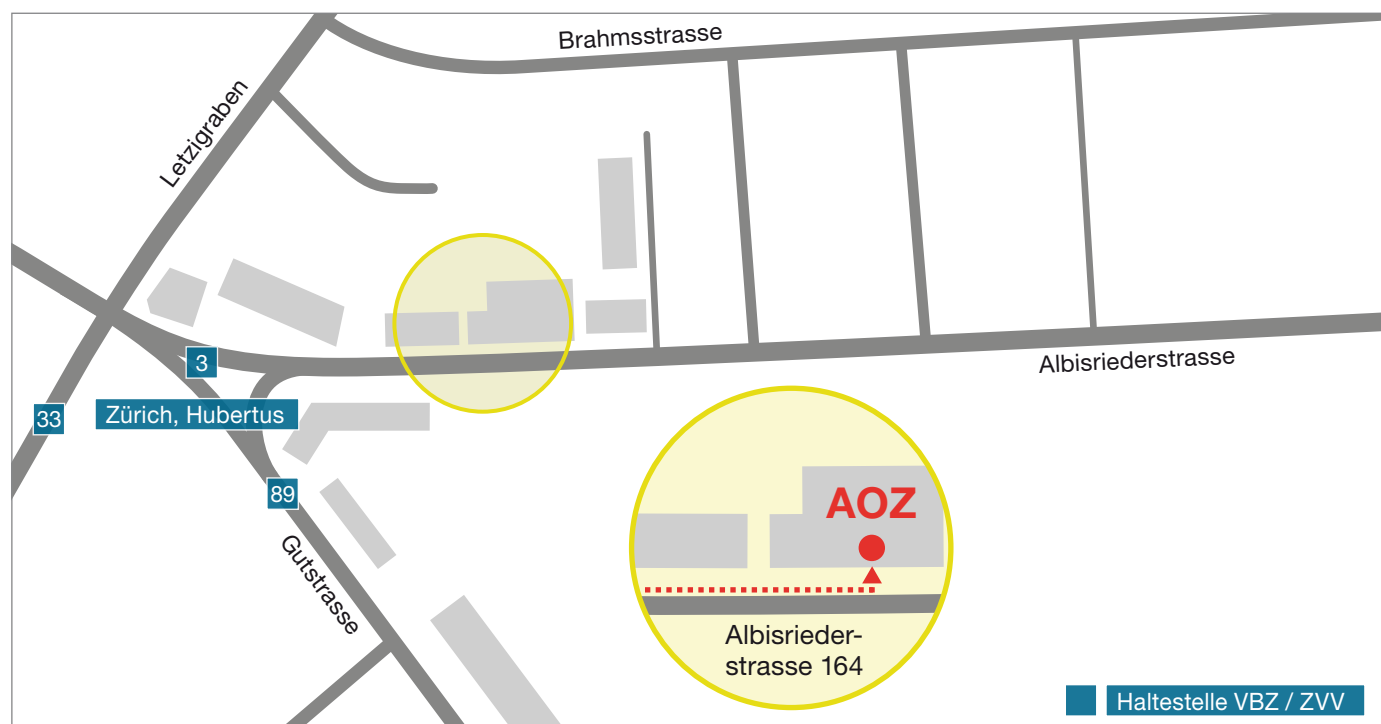 Brahmsstrasse
Letzigraben
3
Albisriederstrasse
33
Zürich, Hubertus
89
AOZ
Gutstrasse
Albisrieder-
strasse 164
Haltestelle VBZ / ZVV